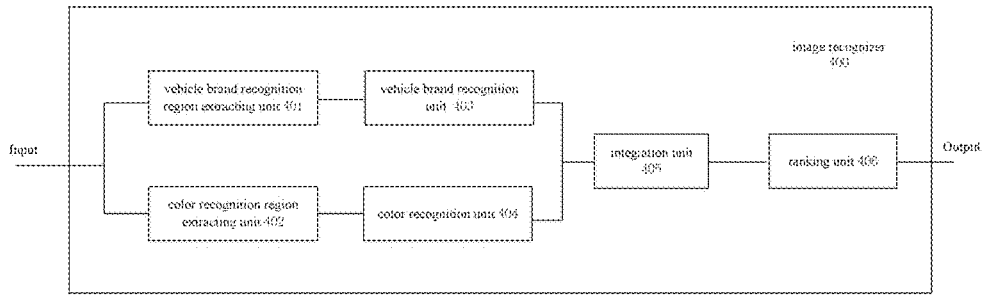 image recognizer
400
vehicle brand recognition
region extracting unit 401
vehicle brand recognition
unit 403
Input
integration unit
405
ranking unit 406
Output
color recognition region
extracting unit 402
color recognition unit 404